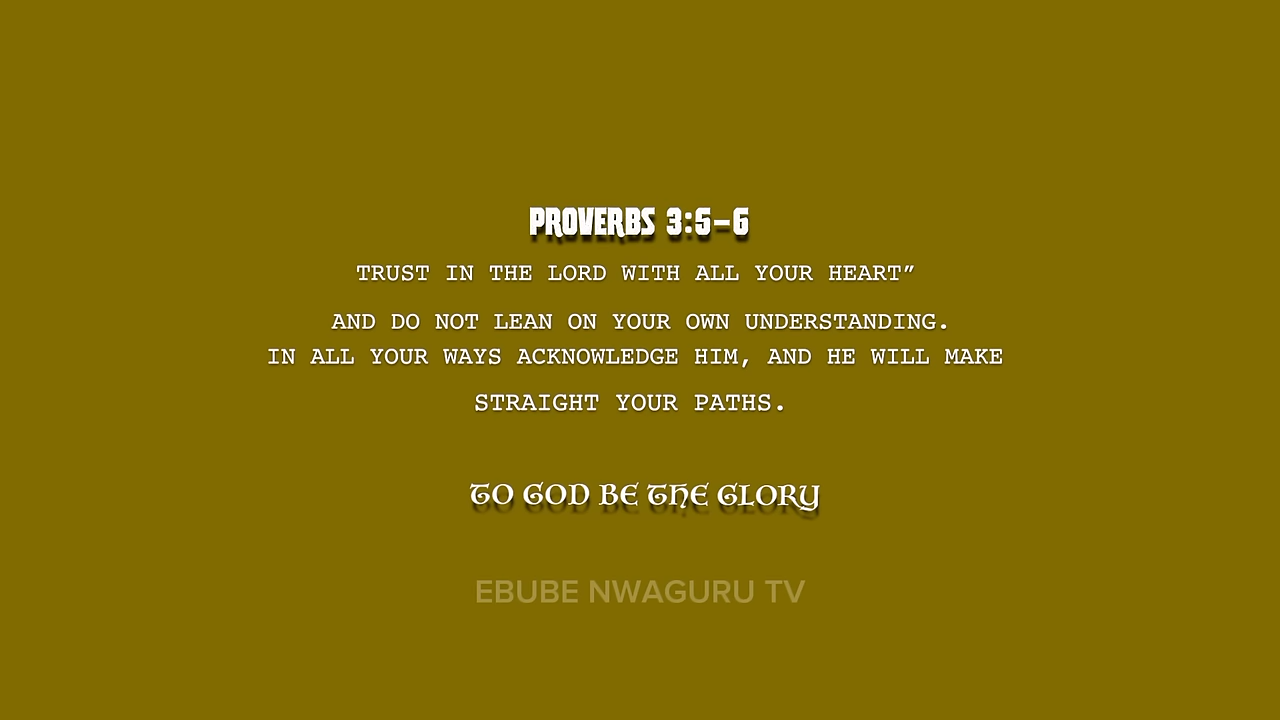 PROVERBS 3:5-6
TRUST IN THE LORD WITH ALL YOUR HEART”
AND DO NOT LEAN ON YOUR OWN UNDERSTANDING.
IN ALL YOUR WAYS ACKNOWLEDGE HIM, AND HE WILL MAKE
STRAIGHT YOUR PATHS.
TO GOD BE THE GLORY
EBUBE NWAGURU TV